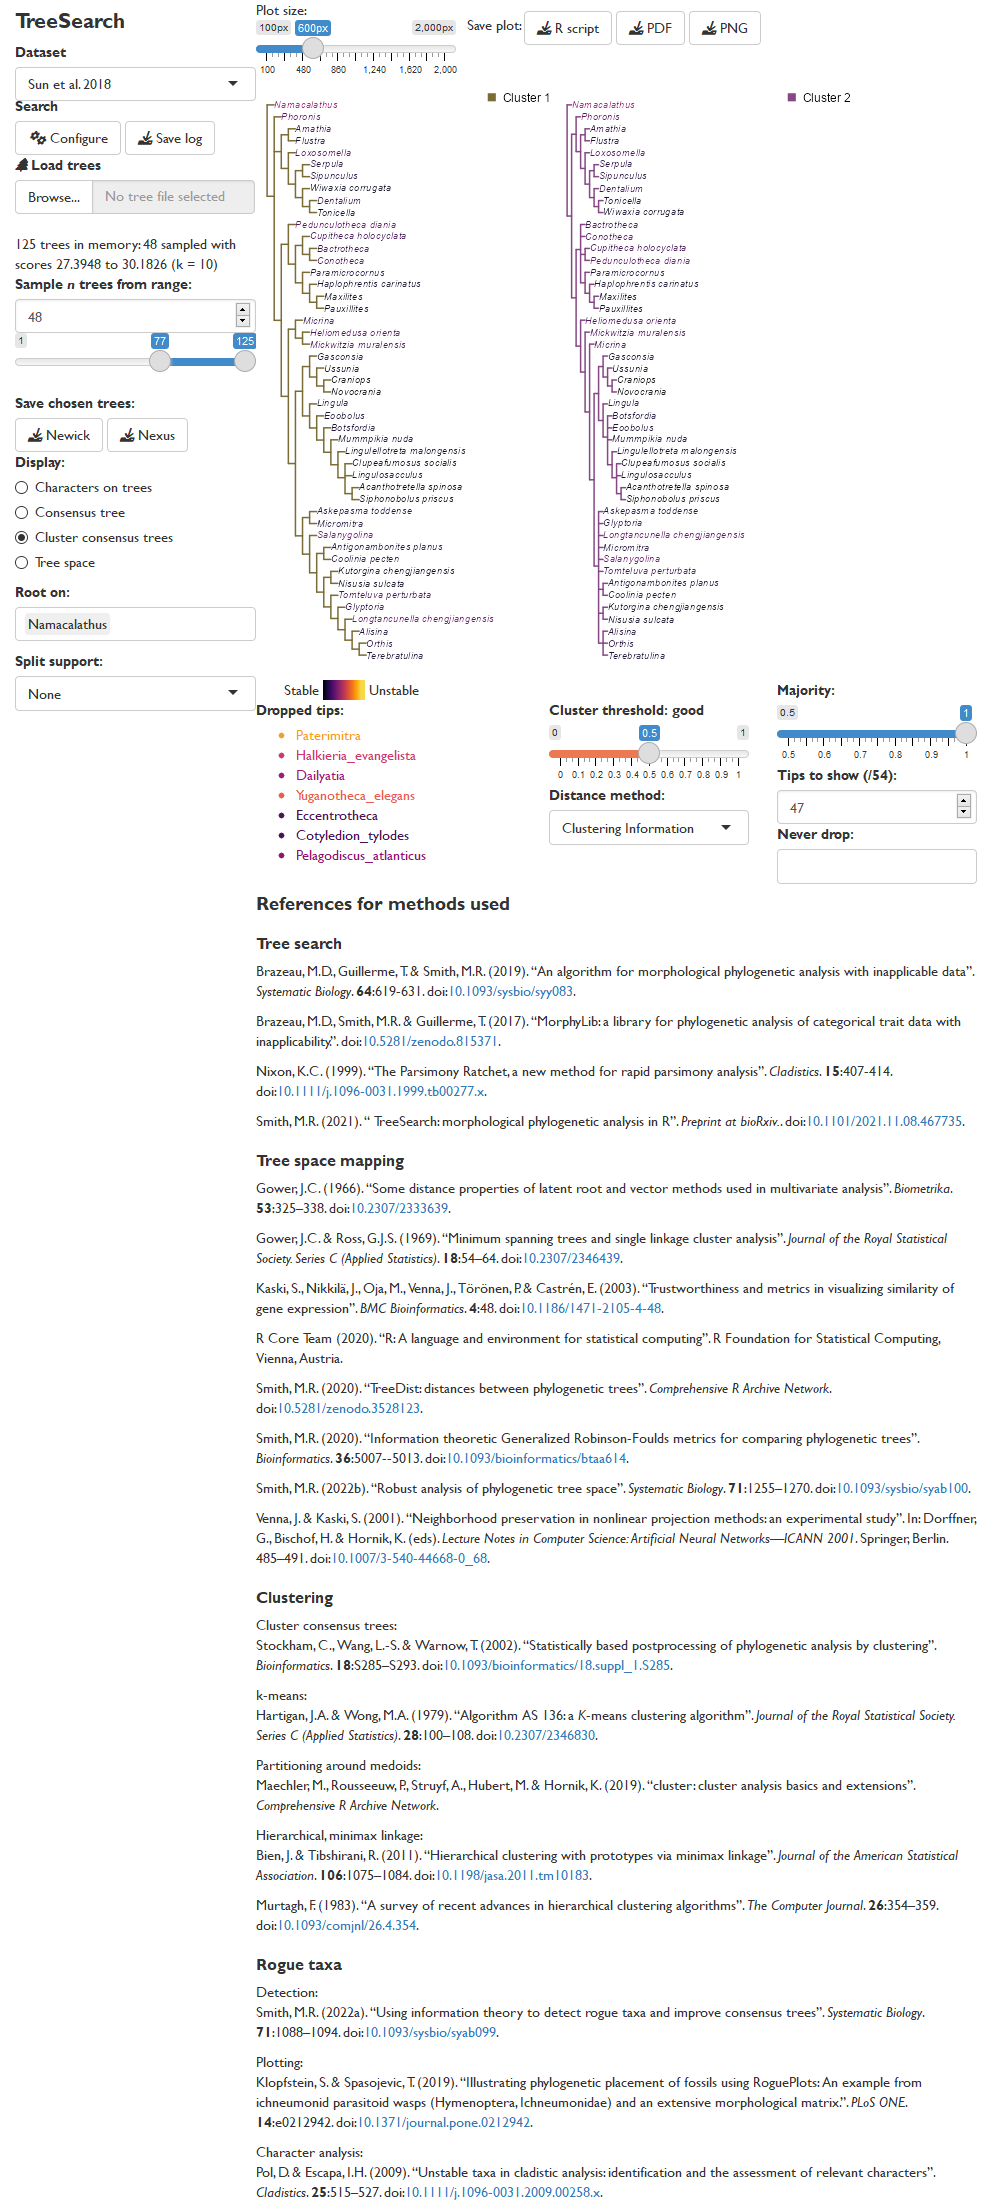 TreeSearch
Dataset
Sun et al. 2018
Search
Configure
Save log
Load trees
Browse...
No tree file selected
125 trees in memory: 48 sampled with
scores 27.3948 to 30.1826 (k = 10)
Sample n trees from range:
48
1
77
125
Save chosen trees:
Newick
Nexus
Display:
Characters on trees
Consensus tree
Cluster consensus trees
Tree space
Root on:
Namacalathus
Split support:
None
Plot size:
100px 600px 2,000px
100 480 860 1,240 1,620 2,000
Save plot:
R script
PDF
PNG
Cluster 1
Namacalathus
Phoronis
Amathia
Flustra
Loxosomella
Serpula
Sipunculus
Wiwaxia corrugata
Dentalium
Tonicella
Pedunculotheca diania
Cupitheca holocyclata
Bactrotheca
Conotheca
Paramicrocornus
Haplophrentis carinatus
Maxilites
Pauxillites
Micrina
Heliomedusa orienta
Mickwitzia muralensis
Gasconsia
Ussunia
Craniops
Novocrania
Lingula
Eoobolus
Botsfordia
Mummpikia nuda
Lingulellotreta malongensis
Clupeafumosus socialis
Lingulosacculus
Acanthotretella spinosa
Siphonobolus priscus
Askepasma toddense
Micromitra
Salanygolina
Antigonambonites planus
Coolinia pecten
Kutorgina chengjiangensis
Nisusia sulcata
Tomteluva perturbata
Glyptoria
Longtancunella chengjiangensis
Alisina
Orthis
Terebratulina
Cluster 2
Namacalathus
Phoronis
Amathia
Flustra
Loxosomella
Serpula
Sipunculus
Dentalium
Tonicella
Wiwaxia corrugata
Bactrotheca
Conotheca
Cupitheca holocyclata
Pedunculotheca diania
Paramicrocornus
Haplophrentis carinatus
Maxilites
Pauxillites
Heliomedusa orienta
Mickwitzia muralensis
Micrina
Gasconsia
Ussunia
Craniops
Novocrania
Lingula
Botsfordia
Eoobolus
Mummpikia nuda
Lingulellotreta malongensis
Clupeafumosus socialis
Lingulosacculus
Acanthotretella spinosa
Siphonobolus priscus
Askepasma toddense
Glyptoria
Longtancunella chengjiangensis
Micromitra
Salanygolina
Tomteluva perturbata
Antigonambonites planus
Coolinia pecten
Kutorgina chengjiangensis
Nisusia sulcata
Alisina
Orthis
Terebratulina
Stable Unstable
Dropped tips:
Paterimitra
Halkieria_evangelista
Dailyatia
Yuganotheca_elegans
Eccentrotheca
Cotyledion_tylodes
Pelagodiscus_atlanticus
Cluster threshold: good
0 0.5 1
0 0.1 0.2 0.3 0.4 0.5 0.6 0.7 0.8 0.9 1
Distance method:
Clustering Information
Majority:
0.5 1
0.5 0.6 0.7 0.8 0.9 1
Tips to show (/54):
47
Never drop:
References for methods used
Tree search
Brazeau, M.D., Guillerme, T. & Smith, M.R. (2019). “An algorithm for morphological phylogenetic analysis with inapplicable data”.
Systematic Biology. 64:619-631. doi:10.1093/sysbio/syy083.
Brazeau, M.D., Smith, M.R. & Guillerme, T. (2017). “MorphyLib: a library for phylogenetic analysis of categorical trait data with
inapplicability.”. doi:10.5281/zenodo.815371.
Nixon, K.C. (1999). “The Parsimony Ratchet, a new method for rapid parsimony analysis”. Cladistics. 15:407-414.
doi:10.1111/j.1096-0031.1999.tb00277.x.
Smith, M.R. (2021). “ TreeSearch: morphological phylogenetic analysis in R”. Preprint at bioRxiv.. doi:10.1101/2021.11.08.467735.
Tree space mapping
Gower, J.C. (1966). “Some distance properties of latent root and vector methods used in multivariate analysis”. Biometrika.
53:325–338. doi:10.2307/2333639.
Gower, J.C. & Ross, G.J.S. (1969). “Minimum spanning trees and single linkage cluster analysis”. Journal of the Royal Statistical
Society. Series C (Applied Statistics). 18:54–64. doi:10.2307/2346439.
Kaski, S., Nikkilä, J., Oja, M., Venna, J., Törönen, P. & Castrén, E. (2003). “Trustworthiness and metrics in visualizing similarity of
gene expression”. BMC Bioinformatics. 4:48. doi:10.1186/1471-2105-4-48.
R Core Team (2020). “R: A language and environment for statistical computing”. R Foundation for Statistical Computing,
Vienna, Austria.
Smith, M.R. (2020). “TreeDist: distances between phylogenetic trees”. Comprehensive R Archive Network.
doi:10.5281/zenodo.3528123.
Smith, M.R. (2020). “Information theoretic Generalized Robinson-Foulds metrics for comparing phylogenetic trees”.
Bioinformatics. 36:5007--5013. doi:10.1093/bioinformatics/btaa614.
Smith, M.R. (2022b). “Robust analysis of phylogenetic tree space”. Systematic Biology. 71:1255–1270. doi:10.1093/sysbio/syab100.
Venna, J. & Kaski, S. (2001). “Neighborhood preservation in nonlinear projection methods: an experimental study”. In: Dorffner,
G., Bischof, H. & Hornik, K. (eds). Lecture Notes in Computer Science: Artificial Neural Networks—ICANN 2001. Springer, Berlin.
485–491. doi:10.1007/3-540-44668-0_68.
Clustering
Cluster consensus trees:
Stockham, C., Wang, L.-S. & Warnow, T. (2002). “Statistically based postprocessing of phylogenetic analysis by clustering”.
Bioinformatics. 18:S285–S293. doi:10.1093/bioinformatics/18.suppl_1.S285.
k-means:
Hartigan, J.A. & Wong, M.A. (1979). “Algorithm AS 136: a K-means clustering algorithm”. Journal of the Royal Statistical Society.
Series C (Applied Statistics). 28:100–108. doi:10.2307/2346830.
Partitioning around medoids:
Maechler, M., Rousseeuw, P., Struyf, A., Hubert, M. & Hornik, K. (2019). “cluster: cluster analysis basics and extensions”.
Comprehensive R Archive Network.
Hierarchical, minimax linkage:
Bien, J. & Tibshirani, R. (2011). “Hierarchical clustering with prototypes via minimax linkage”. Journal of the American Statistical
Association. 106:1075–1084. doi:10.1198/jasa.2011.tm10183.
Murtagh, F. (1983). “A survey of recent advances in hierarchical clustering algorithms”. The Computer Journal. 26:354–359.
doi:10.1093/comjnl/26.4.354.
Rogue taxa
Detection:
Smith, M.R. (2022a). “Using information theory to detect rogue taxa and improve consensus trees”. Systematic Biology.
71:1088–1094. doi:10.1093/sysbio/syab099.
Plotting:
Klopfstein, S. & Spasojevic, T. (2019). “Illustrating phylogenetic placement of fossils using RoguePlots: An example from
ichneumonid parasitoid wasps (Hymenoptera, Ichneumonidae) and an extensive morphological matrix.”. PLoS ONE.
14:e0212942. doi:10.1371/journal.pone.0212942.
Character analysis:
Pol, D. & Escapa, I.H. (2009). “Unstable taxa in cladistic analysis: identification and the assessment of relevant characters”.
Cladistics. 25:515–527. doi:10.1111/j.1096-0031.2009.00258.x.